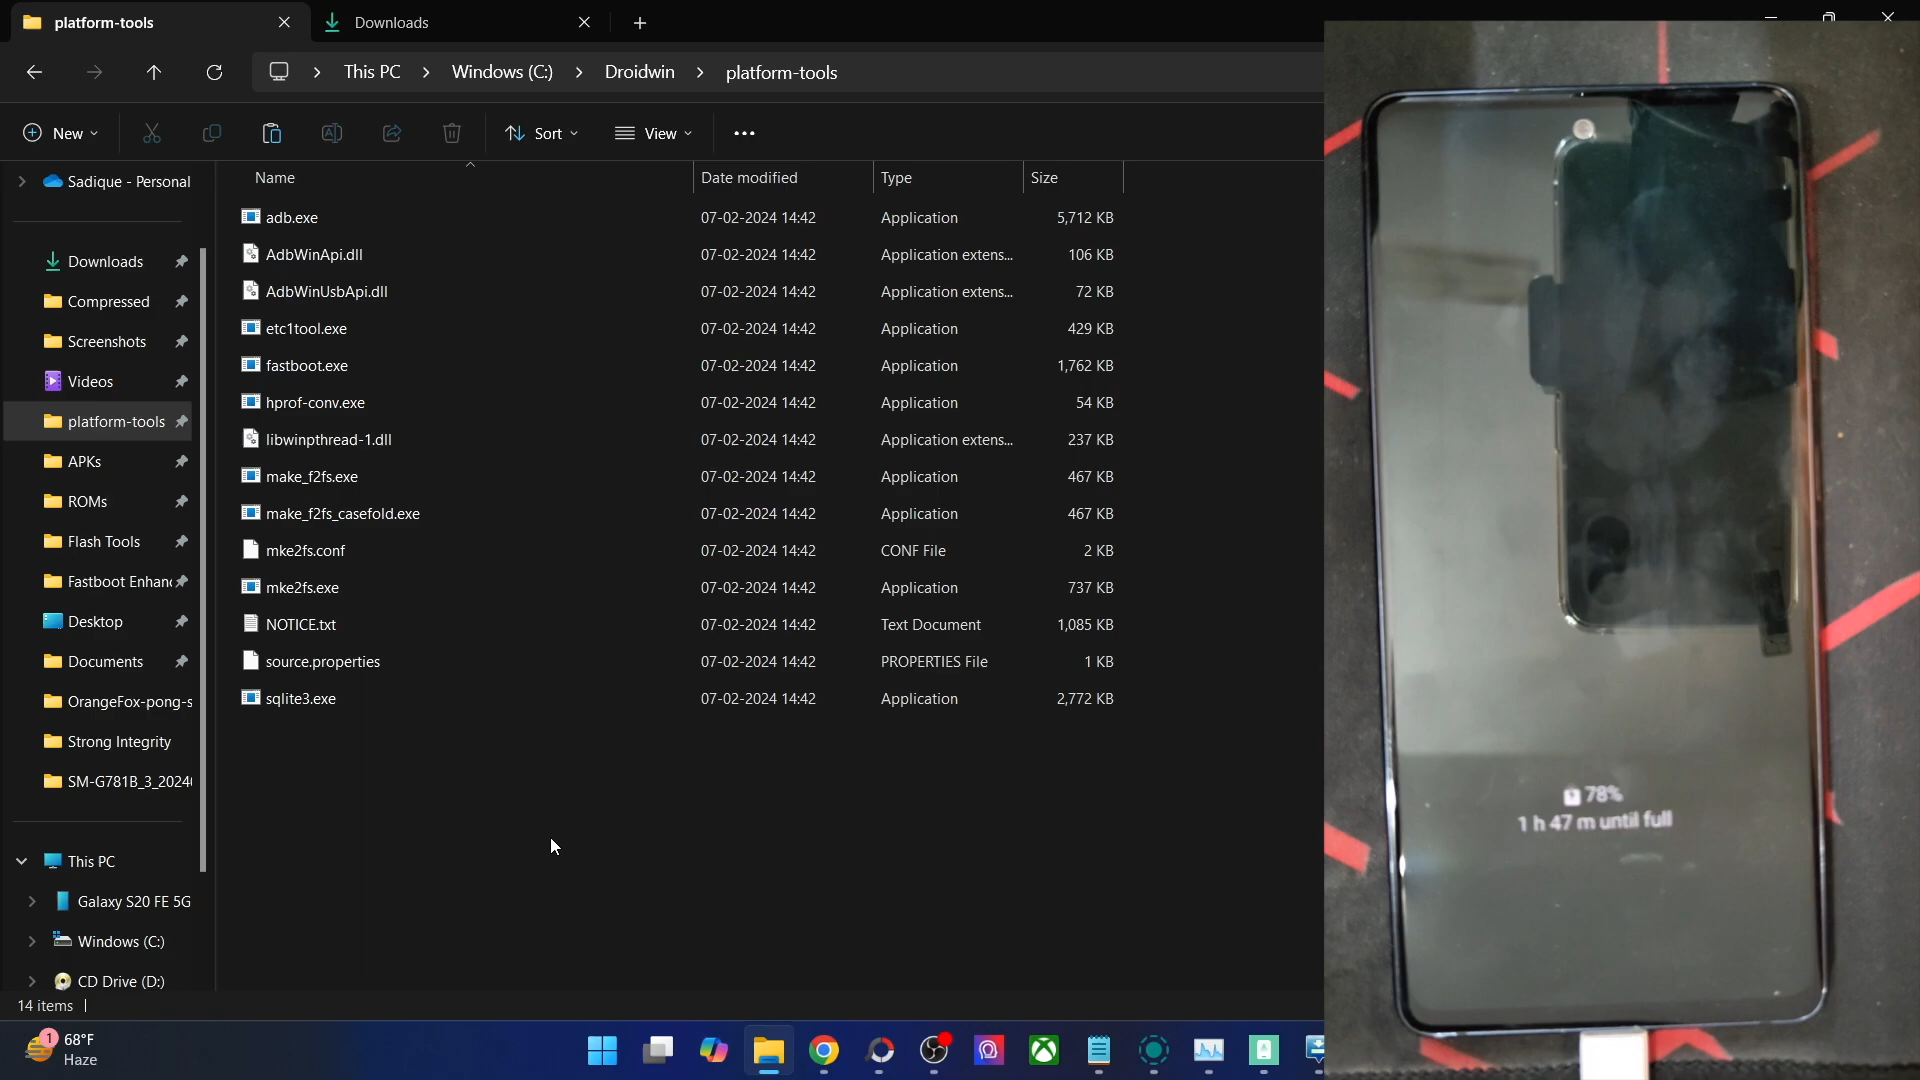 platform-tools
Downloads
This PC > Windows (C:) > Droidwin > platform-tools
New
Sort
View
Sadique - Personal
Downloads
Compressed
Screenshots
Videos
platform-tools
APKs
ROMs
Flash Tools
Fastboot Enhanc
Desktop
Documents
OrangeFox-pong-s
Strong Integrity
SM-G781B_3_2024
This PC
Galaxy S20 FE 5G
Windows (C:)
CD Drive (D:)
Name Date modified Type Size
adb.exe 07-02-2024 14:42 Application 5,712 KB
AdbWinApi.dll 07-02-2024 14:42 Application extens... 106 KB
AdbWinUsbApi.dll 07-02-2024 14:42 Application extens... 72 KB
etc1tool.exe 07-02-2024 14:42 Application 429 KB
fastboot.exe 07-02-2024 14:42 Application 1,762 KB
hprof-conv.exe 07-02-2024 14:42 Application 54 KB
libwinpthread-1.dll 07-02-2024 14:42 Application extens... 237 KB
make_f2fs.exe 07-02-2024 14:42 Application 467 KB
make_f2fs_casefold.exe 07-02-2024 14:42 Application 467 KB
mke2fs.conf 07-02-2024 14:42 CONF File 2 KB
mke2fs.exe 07-02-2024 14:42 Application 737 KB
NOTICE.txt 07-02-2024 14:42 Text Document 1,085 KB
source.properties 07-02-2024 14:42 PROPERTIES File 1 KB
sqlite3.exe 07-02-2024 14:42 Application 2,772 KB
14 items
1
68°F
Haze
78%
1 h 47 m until full